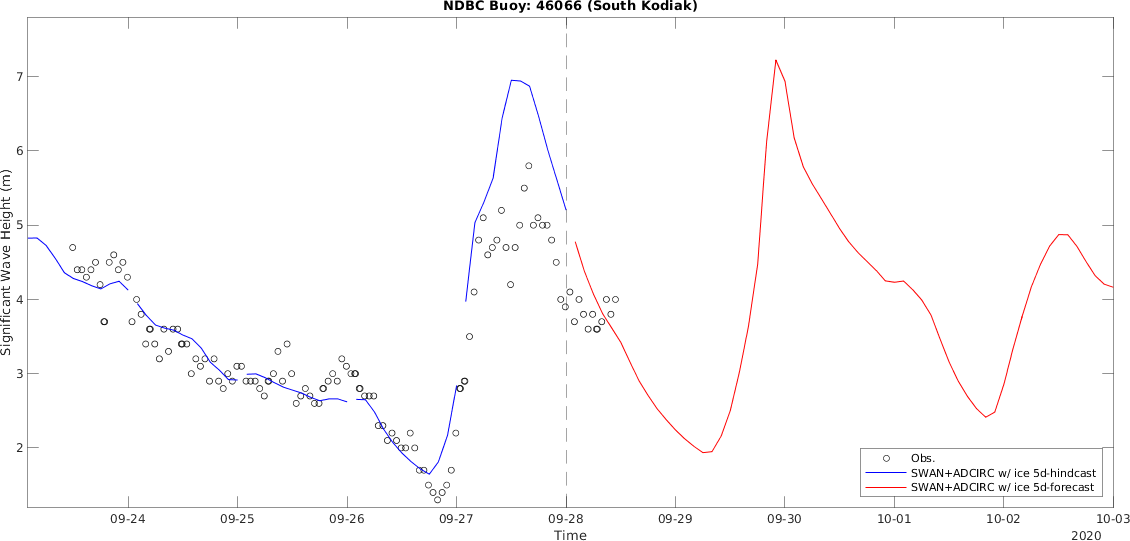 NDBC Buoy: 46066 (South Kodiak)
Significant Wave Height (m)
7
6
5
4
3
2
Obs.
SWAN+ADCIRC w/ ice 5d-hindcast
SWAN+ADCIRC w/ ice 5d-forecast
09-24 09-25 09-26 09-27 09-28 09-29 09-30 10-01 10-02 10-03
Time
2020